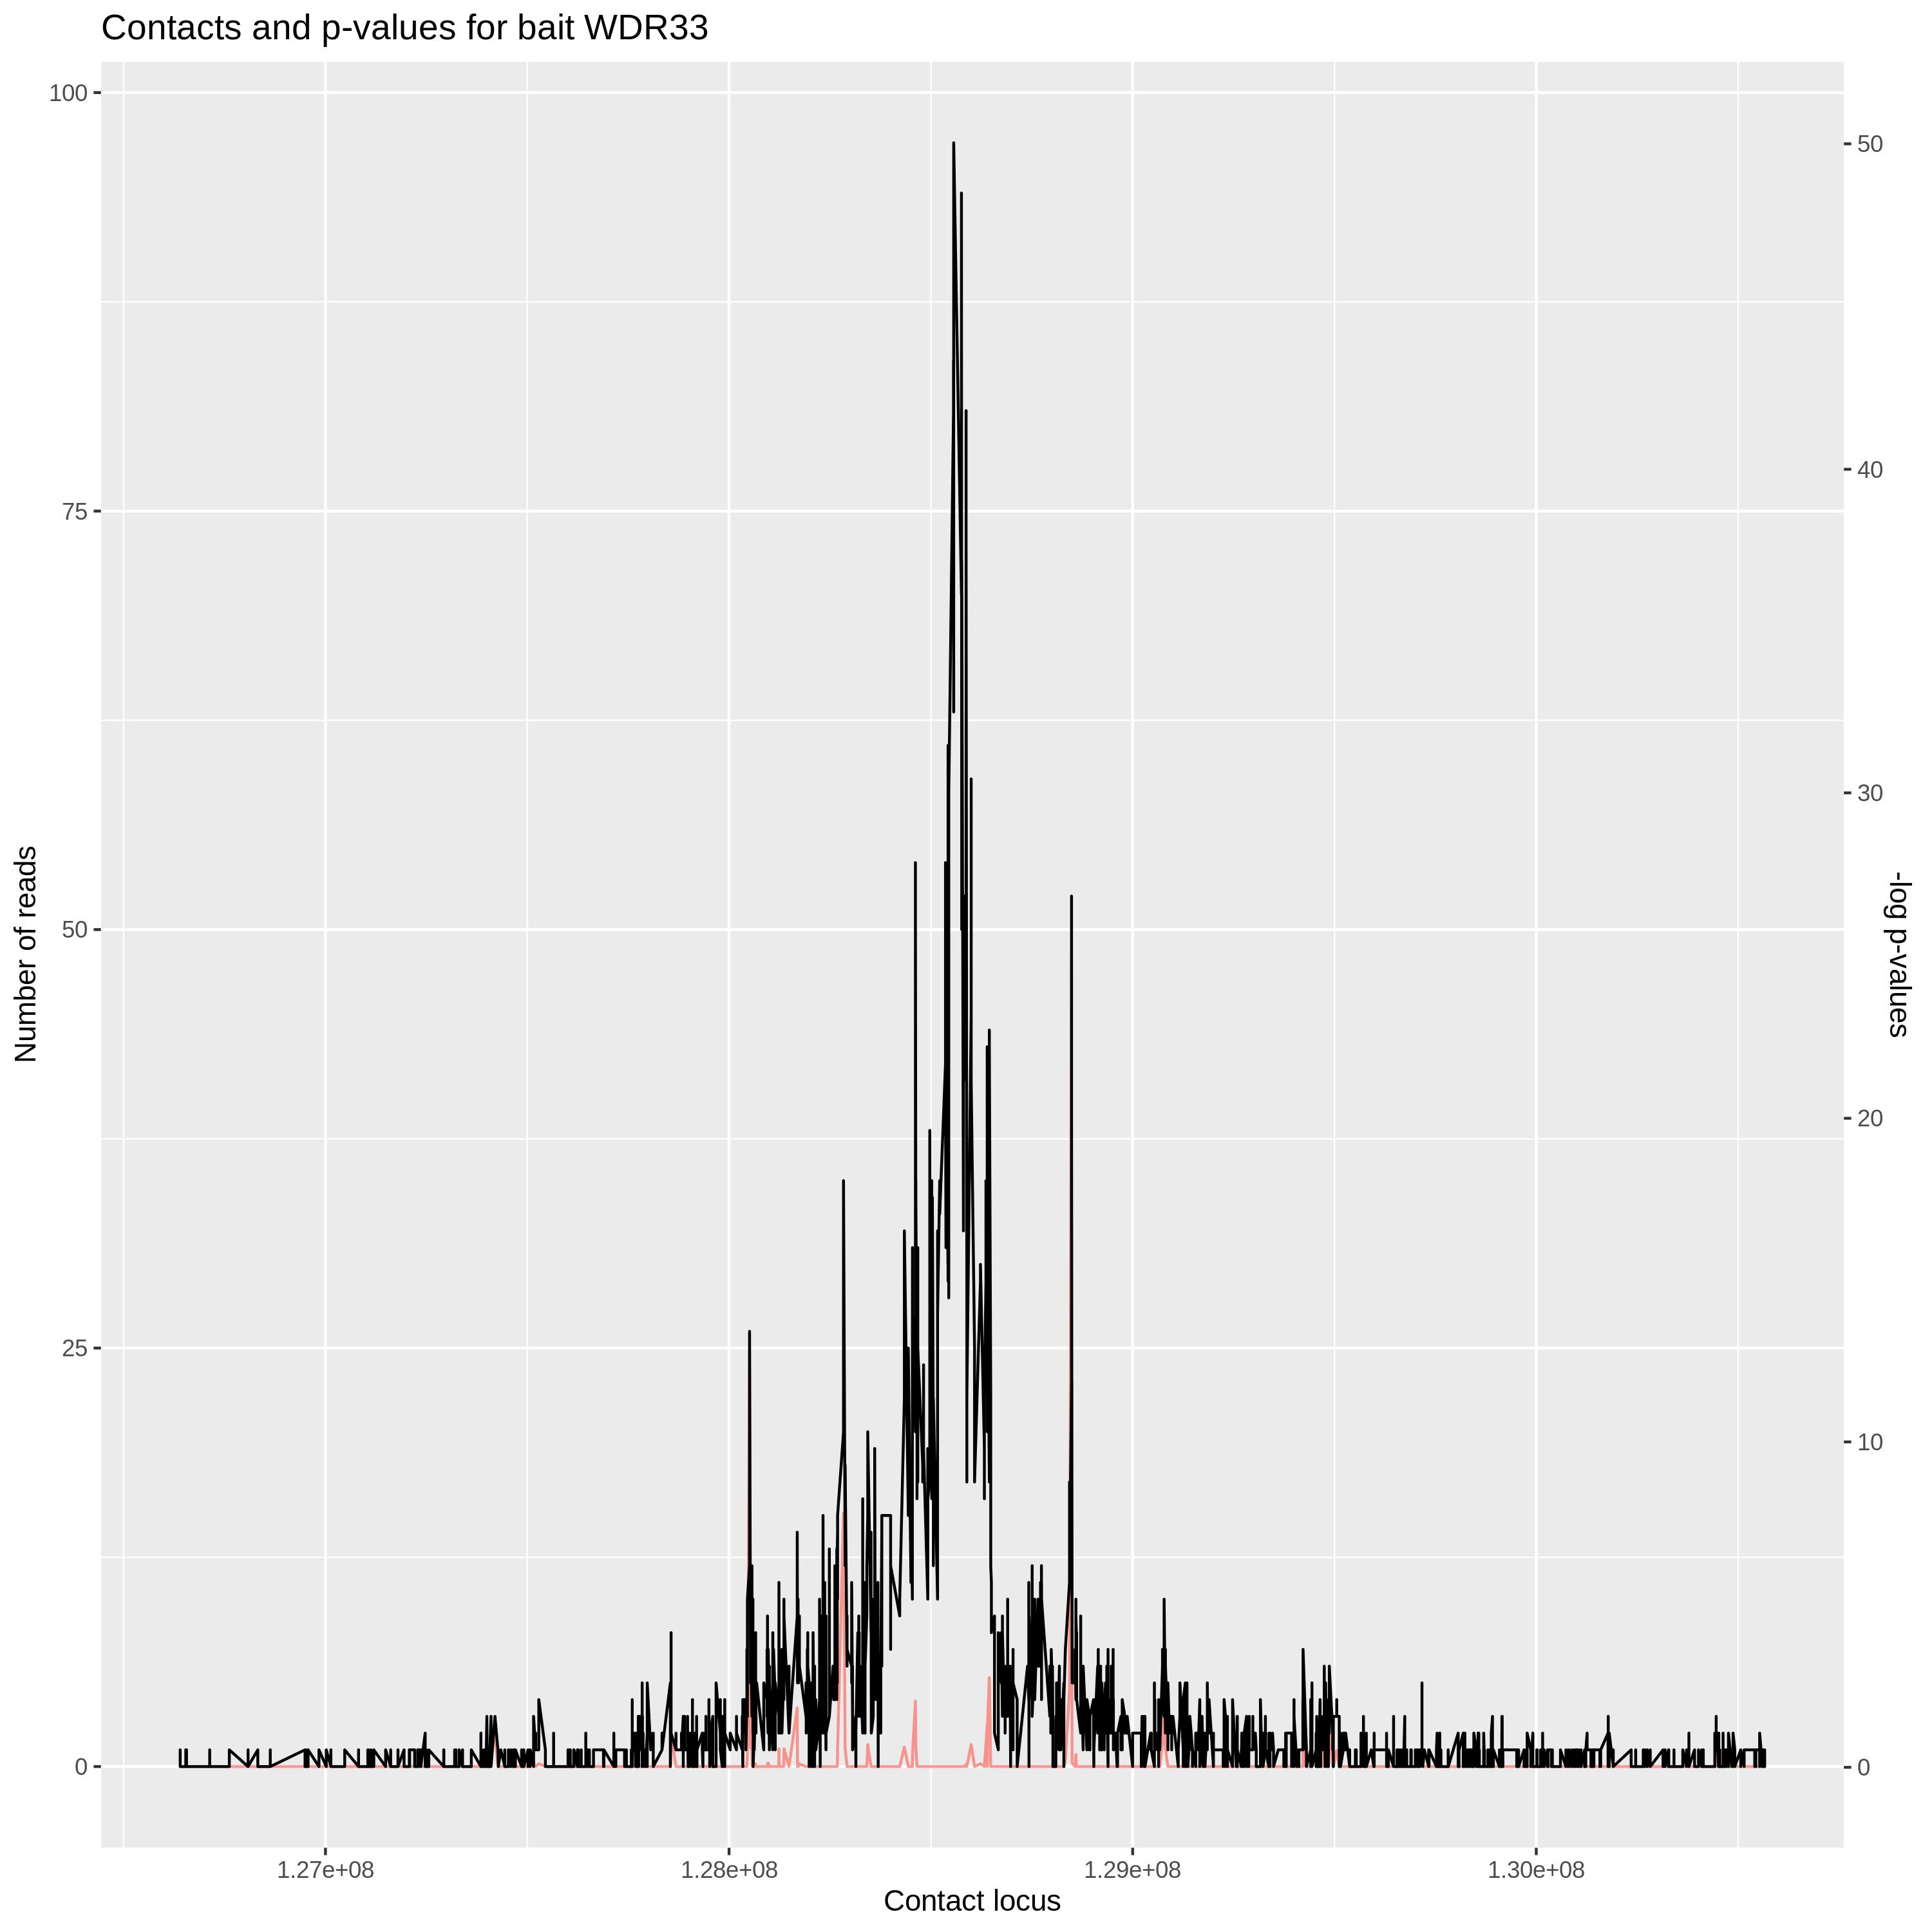 Contacts and p-values for bait WDR33
100
75
50
25
0
Number of reads
50
40
30
20
10
0
-log p-values
1.27e+08
1.28e+08
1.29e+08
1.30e+08
Contact locus